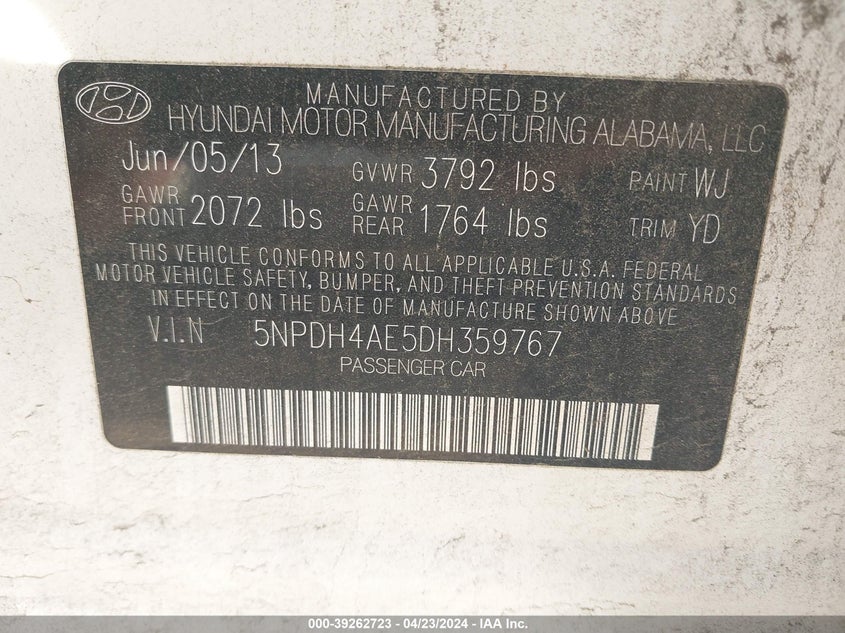 MANUFACTURED BY
HYUNDAI MOTOR MANUFACTURING ALABAMA, LLC
Jun/05/13 GVWR 3792 lbs PAINT WJ
GAWR FRONT 2072 lbs GAWR REAR 1764 lbs TRIM YD
THIS VEHICLE CONFORMS TO ALL APPLICABLE U.S.A. FEDERAL
MOTOR VEHICLE SAFETY, BUMPER, AND THEFT PREVENTION STANDARDS
IN EFFECT ON THE DATE OF MANUFACTURE SHOWN ABOVE.
V.I.N 5NPDH4AE5DH359767
PASSENGER CAR
000-39262723 - 04/23/2024 - IAA Inc.